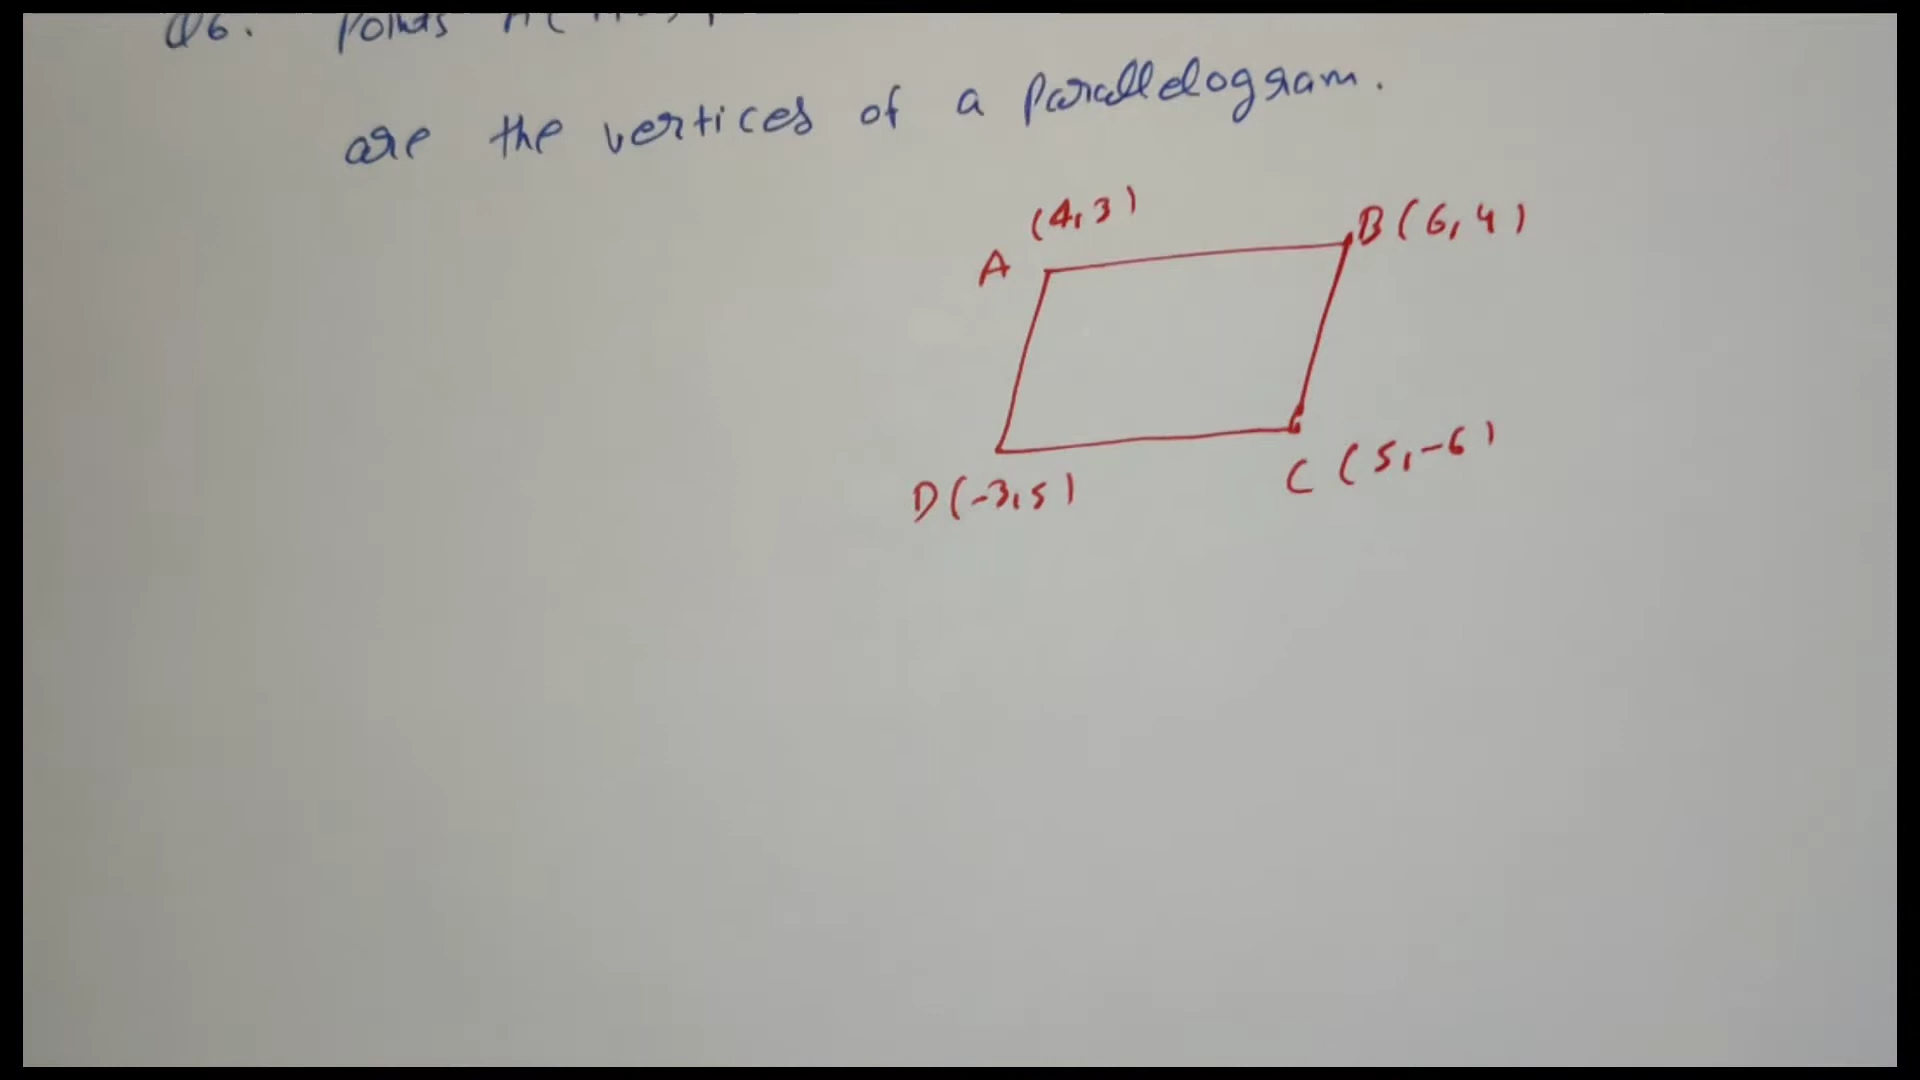 Q6. Points A(
are the vertices of a parallelogram.
(4,3)
A
B(6,4)
D(-3,5)
C(5,-6)